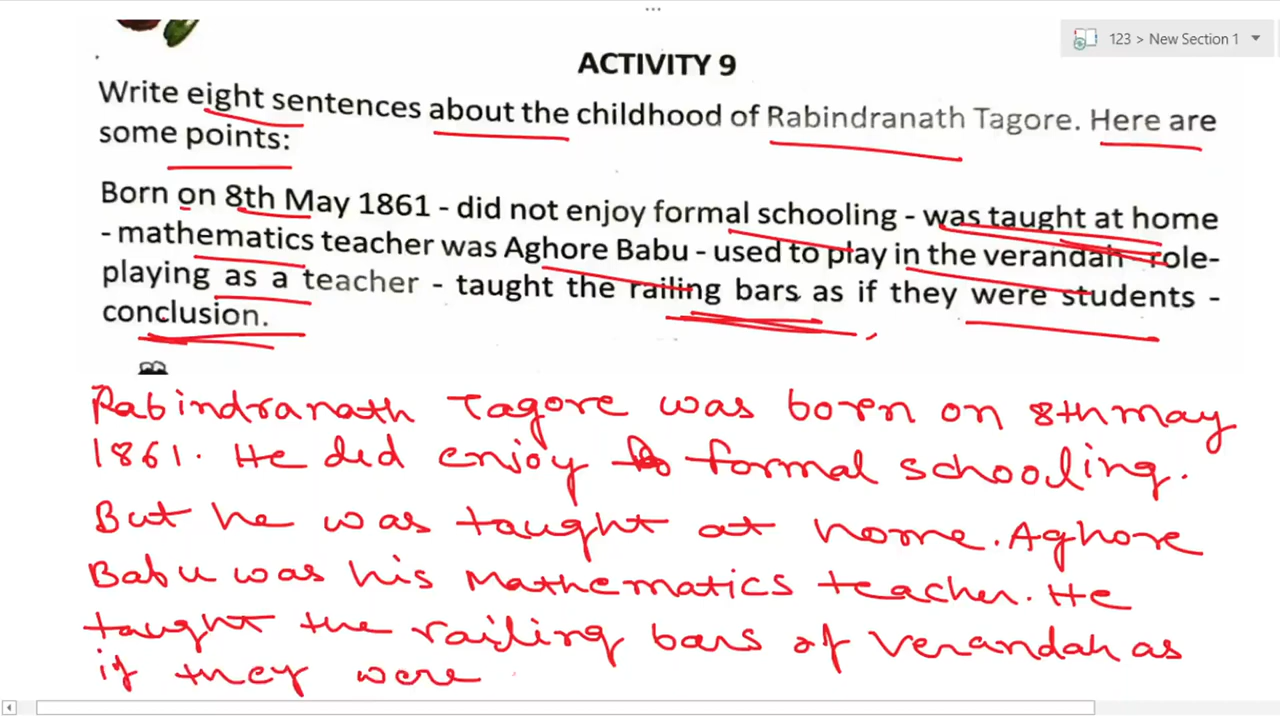 123 > New Section 1
ACTIVITY 9
Write eight sentences about the childhood of Rabindranath Tagore. Here are
some points:
Born on 8th May 1861 - did not enjoy formal schooling - was taught at home
- mathematics teacher was Aghore Babu - used to play in the verandah role-
playing as a teacher - taught the railing bars as if they were students -
conclusion.
Rabindranath Tagore was born on 8th may
1861. He did enjoy formal schooling.
But he was taught at home. Aghore
Babu was his Mathematics teacher. He
taught the railing bars of verandah as
if they were